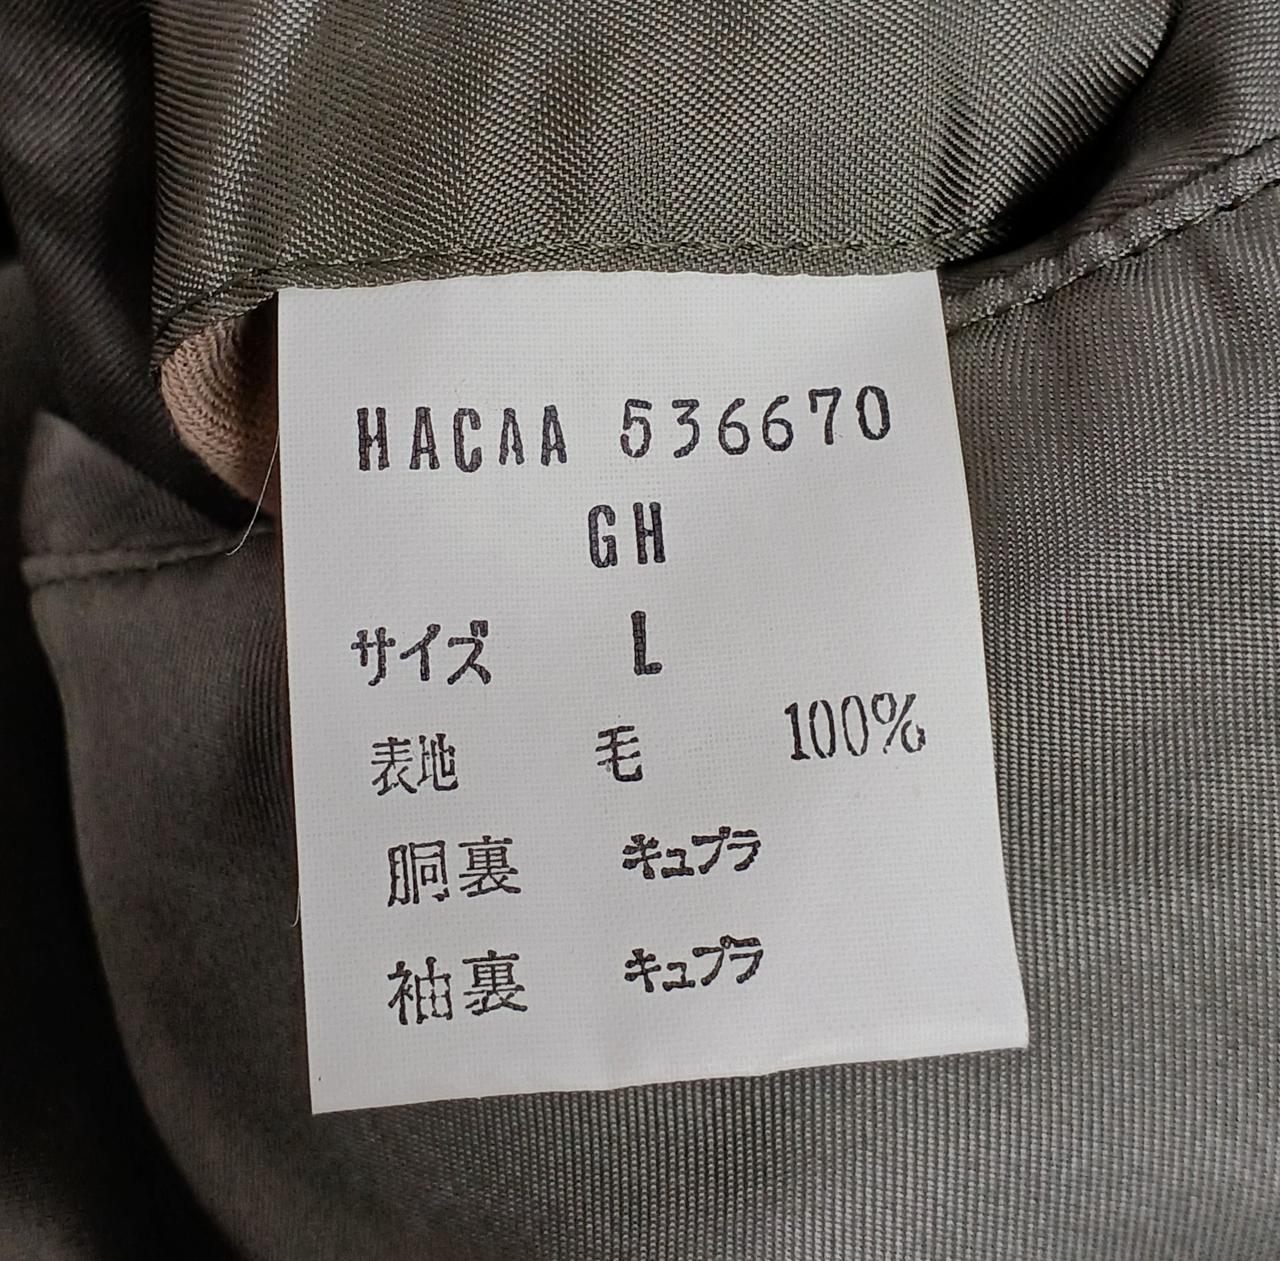 HACAA 536670
GH
サイズ L
表地 毛 100%
胴裏 キュプラ
袖裏 キュプラ